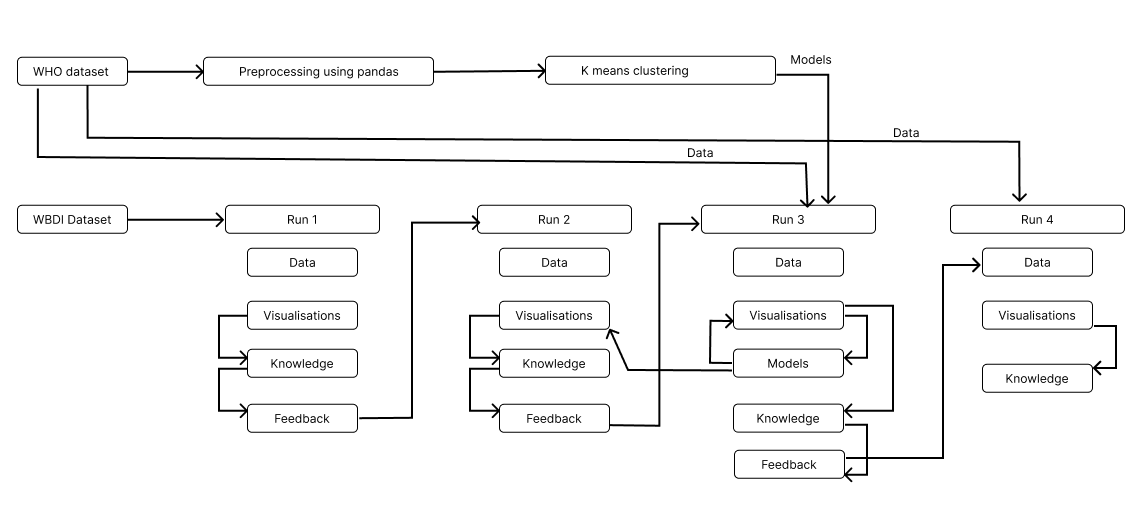 Models
WHO dataset
Preprocessing using pandas
K means clustering
Data
Data
WBDI Dataset
Run 1
Run 2
Run 3
Run 4
Data
Data
Data
Data
Visualisations
Visualisations
Visualisations
Visualisations
Knowledge
Knowledge
Models
Knowledge
Feedback
Feedback
Knowledge
Feedback